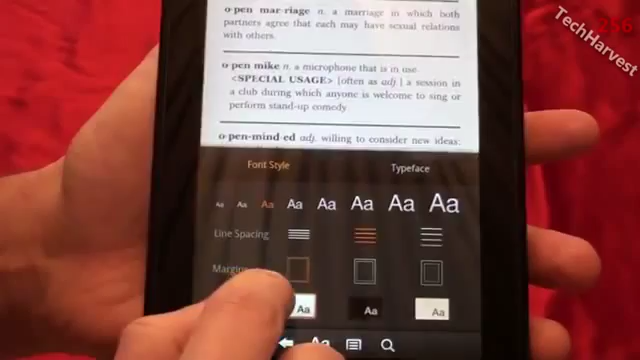 TechHarvest
256
o·pen mar·riage n. a marriage in which both
partners agree that each may have sexual relations
with others.
o·pen mike n. a microphone that is in use
<SPECIAL USAGE> [often as adj.] a session in
a club during which anyone is welcome to sing or
perform stand-up comedy
o·pen-mind·ed adj. willing to consider new ideas:
Font Style Typeface
Aa Aa Aa Aa Aa Aa Aa Aa
Line Spacing
Margin
Aa Aa Aa
Aa